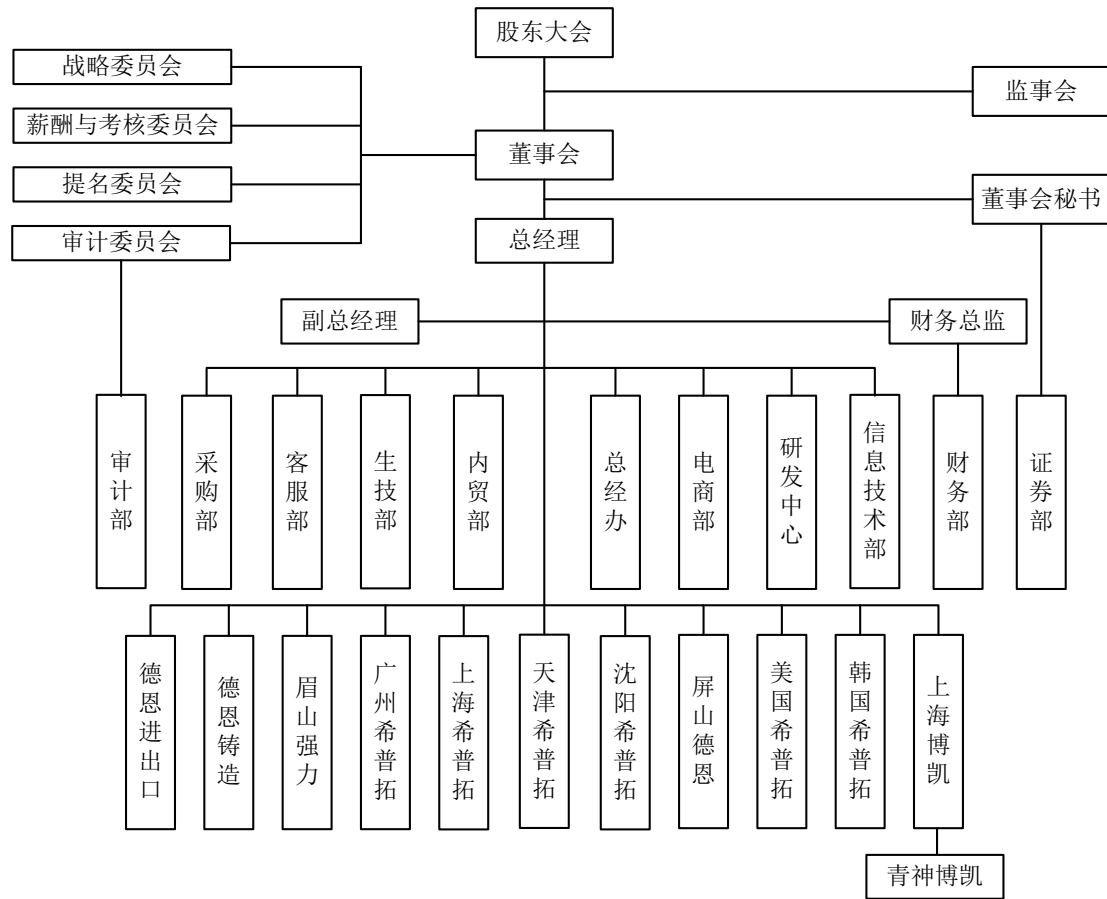 股东大会
战略委员会
监事会
薪酬与考核委员会
董事会
提名委员会
董事会秘书
审计委员会
总经理
副总经理
财务总监
审计部
采购部
客服部
生技部
内贸部
总经办
电商部
研发中心
信息技术部
财务部
证券部
德恩进出口
德恩铸造
眉山强力
广州希普拓
上海希普拓
天津希普拓
沈阳希普拓
屏山德恩
美国希普拓
韩国希普拓
上海博凯
青神博凯